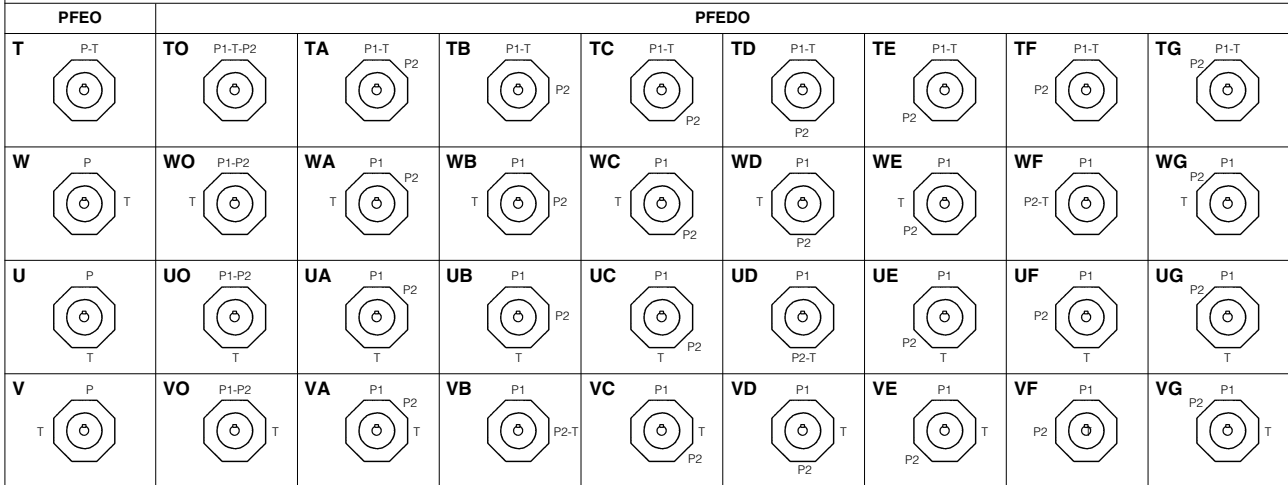 PFEO PFEDO
T P-T TO P1-T-P2 TA P1-T P2 TB P1-T P2 TC P1-T P2 TD P1-T P2 TE P1-T P2 TF P1-T P2 TG P1-T P2
W P T WO P1-P2 T WA P1 P2 T WB P1 T P2 WC P1 T P2 WD P1 T P2 WE P1 T P2 WF P1 P2-T WG P1 P2 T
U P T UO P1-P2 T UA P1 P2 T UB P1 P2 T UC P1 P2 T UD P1 P2-T UE P1 P2 T UF P1 P2 T UG P1 P2 T
V P T VO P1-P2 T VA P1 P2 T VB P1 P2-T VC P1 T P2 VD P1 T P2 VE P1 T P2 VF P1 P2 VG P1 P2 T